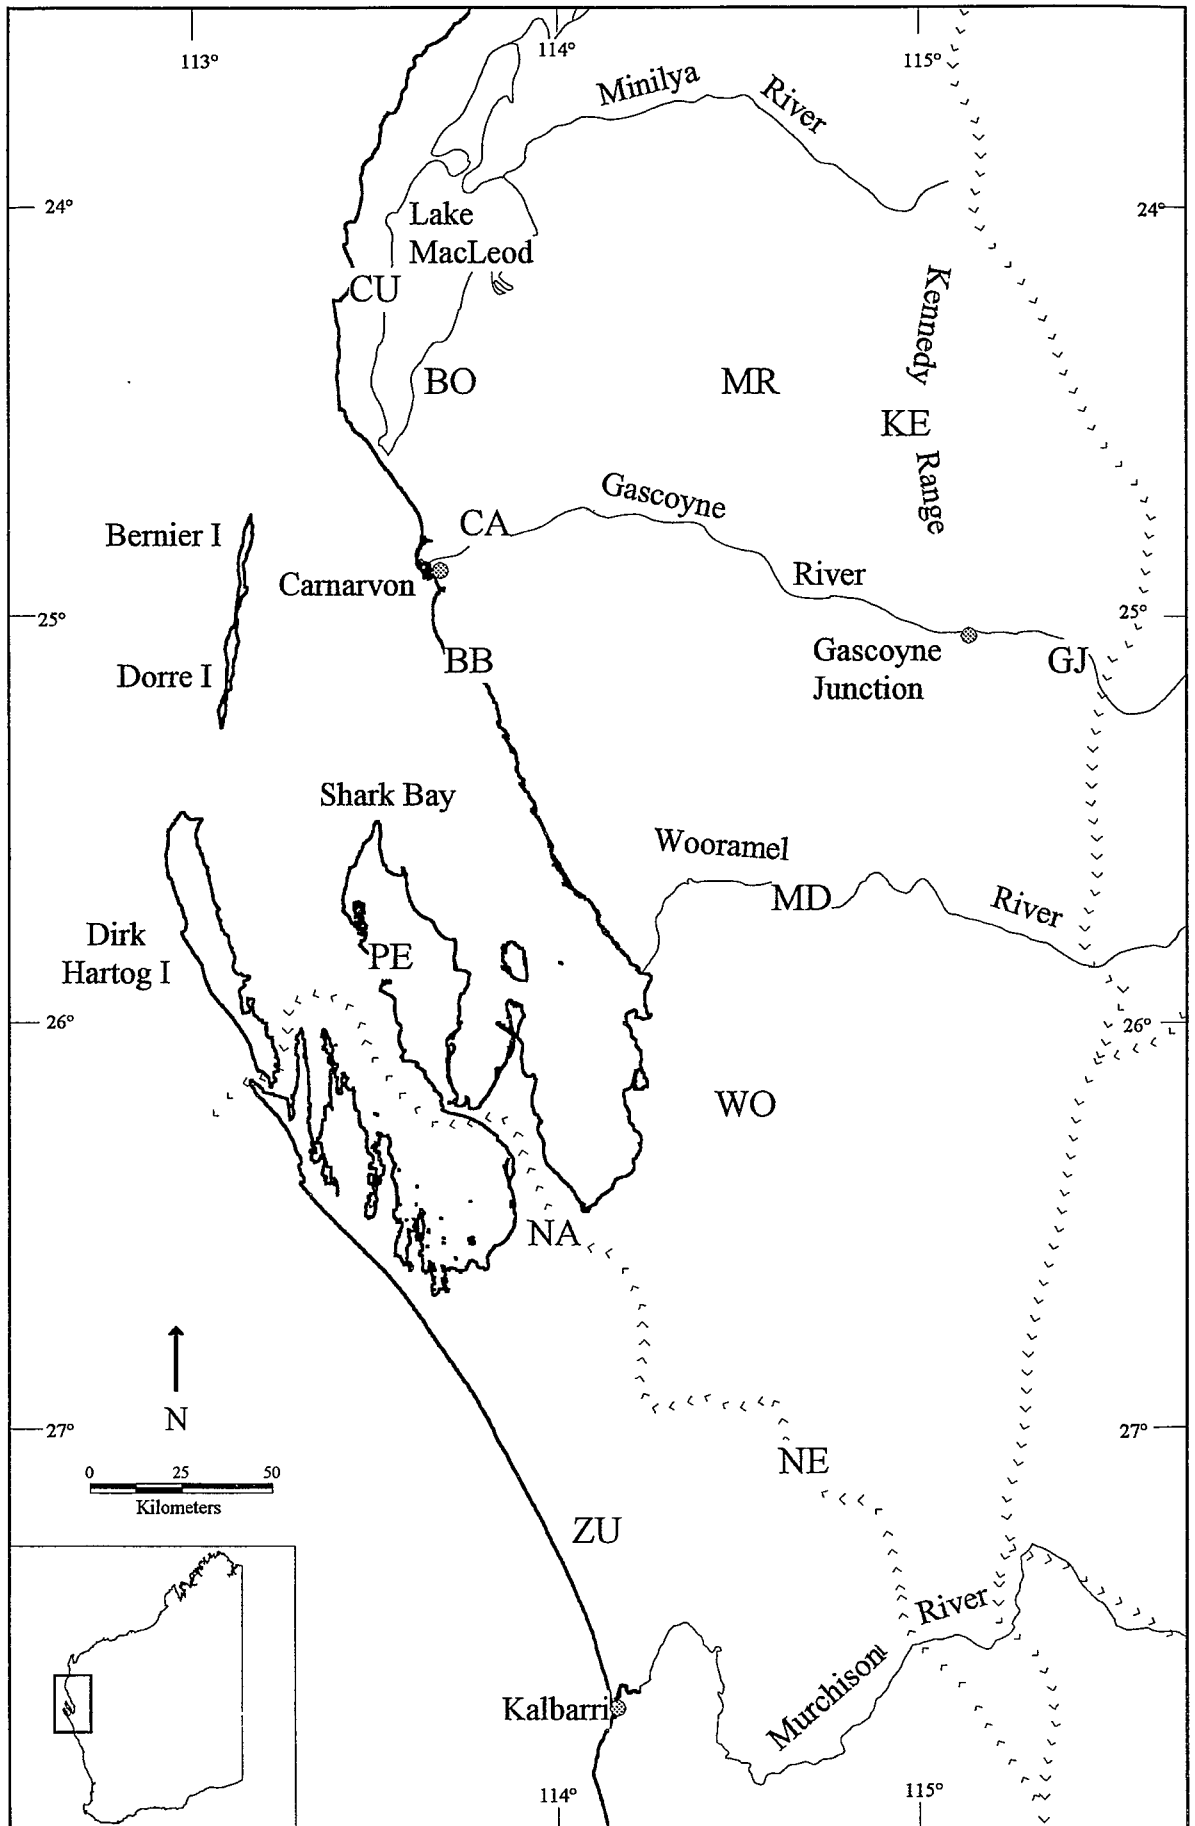 113°
114°
115°
Minilya
River
24°
24°
Lake
MacLeod
CU
Kennedy
Range
BO
MR
KE
Gascoyne
River
Bernier I
CA
Carnarvon
25°
25°
Dorre I
BB
Gascoyne
Junction
GJ
Shark Bay
Wooramel
River
MD
Dirk
Hartog I
PE
26°
26°
WO
NA
N
27°
27°
NE
0 25 50
Kilometers
ZU
Murchison
River
Kalbarri
114°
115°